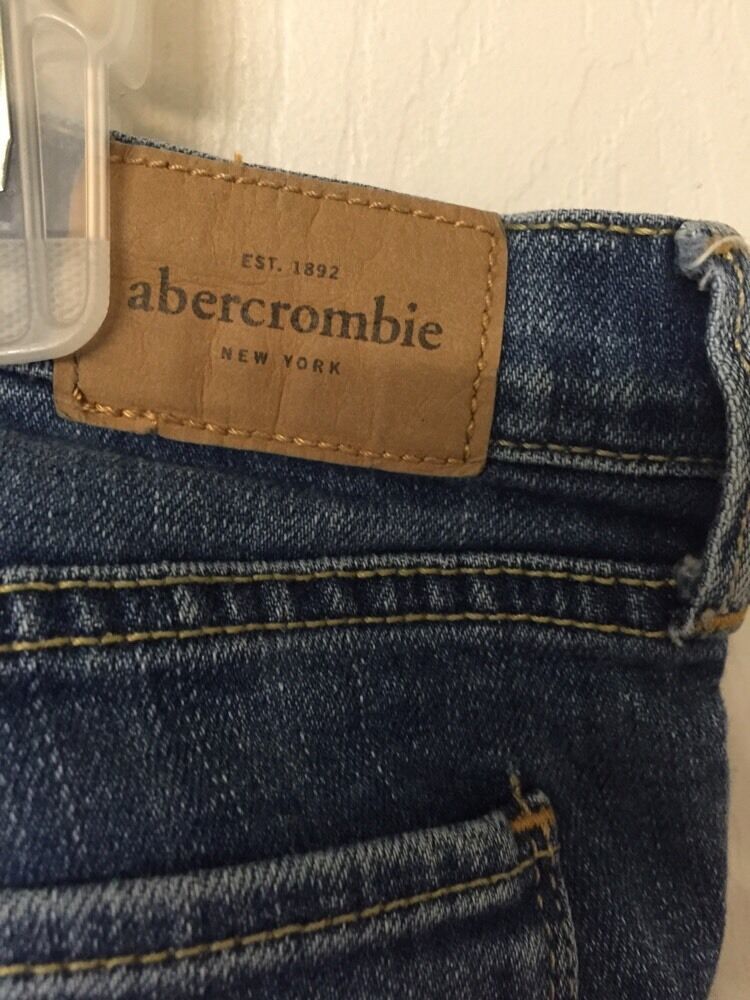 EST. 1892
abercrombie
NEW YORK